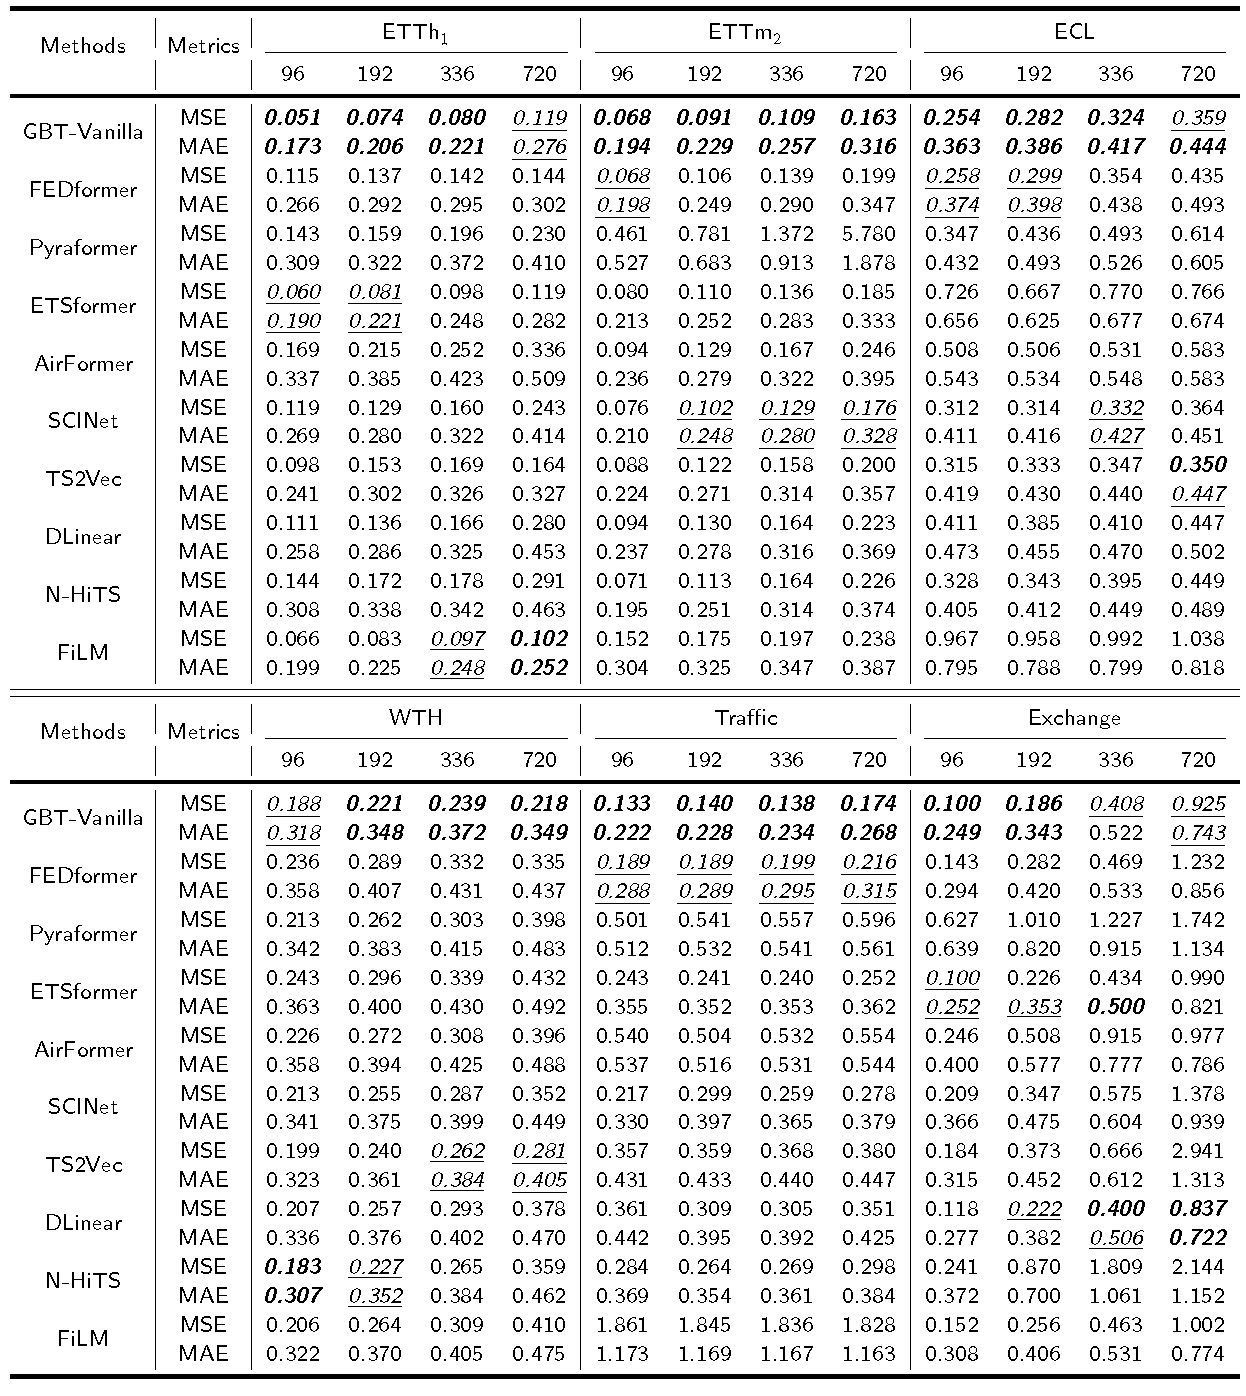 Methods Metrics ETTh1 ETTm2 ECL
96 192 336 720 96 192 336 720 96 192 336 720
GBT-Vanilla MSE 0.051 0.074 0.080 0.119 0.068 0.091 0.109 0.163 0.254 0.282 0.324 0.359
MAE 0.173 0.206 0.221 0.276 0.194 0.229 0.257 0.316 0.363 0.386 0.417 0.444
FEDformer MSE 0.115 0.137 0.142 0.144 0.068 0.106 0.139 0.199 0.258 0.299 0.354 0.435
MAE 0.266 0.292 0.295 0.302 0.198 0.249 0.290 0.347 0.374 0.398 0.438 0.493
Pyraformer MSE 0.143 0.159 0.196 0.230 0.461 0.781 1.372 5.780 0.347 0.436 0.493 0.614
MAE 0.309 0.322 0.372 0.410 0.527 0.683 0.913 1.878 0.432 0.493 0.526 0.605
ETSformer MSE 0.060 0.081 0.098 0.119 0.080 0.110 0.136 0.185 0.726 0.667 0.770 0.766
MAE 0.190 0.221 0.248 0.282 0.213 0.252 0.283 0.333 0.656 0.625 0.677 0.674
AirFormer MSE 0.169 0.215 0.252 0.336 0.094 0.129 0.167 0.246 0.508 0.506 0.531 0.583
MAE 0.337 0.385 0.423 0.509 0.236 0.279 0.322 0.395 0.543 0.534 0.548 0.583
SCINet MSE 0.119 0.129 0.160 0.243 0.076 0.102 0.129 0.176 0.312 0.314 0.332 0.364
MAE 0.269 0.280 0.322 0.414 0.210 0.248 0.280 0.328 0.411 0.416 0.427 0.451
TS2Vec MSE 0.098 0.153 0.169 0.164 0.088 0.122 0.158 0.200 0.315 0.333 0.347 0.350
MAE 0.241 0.302 0.326 0.327 0.224 0.271 0.314 0.357 0.419 0.430 0.440 0.447
DLinear MSE 0.111 0.136 0.166 0.280 0.094 0.130 0.164 0.223 0.411 0.385 0.410 0.447
MAE 0.258 0.286 0.325 0.453 0.237 0.278 0.316 0.369 0.473 0.455 0.470 0.502
N-HiTS MSE 0.144 0.172 0.178 0.291 0.071 0.113 0.164 0.226 0.328 0.343 0.395 0.449
MAE 0.308 0.338 0.342 0.463 0.195 0.251 0.314 0.374 0.405 0.412 0.449 0.489
FiLM MSE 0.066 0.083 0.097 0.102 0.152 0.175 0.197 0.238 0.967 0.958 0.992 1.038
MAE 0.199 0.225 0.248 0.252 0.304 0.325 0.347 0.387 0.795 0.788 0.799 0.818
Methods Metrics WTH Traffic Exchange
96 192 336 720 96 192 336 720 96 192 336 720
GBT-Vanilla MSE 0.188 0.221 0.239 0.218 0.133 0.140 0.138 0.174 0.100 0.186 0.408 0.925
MAE 0.318 0.348 0.372 0.349 0.222 0.228 0.234 0.268 0.249 0.343 0.522 0.743
FEDformer MSE 0.236 0.289 0.332 0.335 0.189 0.189 0.199 0.216 0.143 0.282 0.469 1.232
MAE 0.358 0.407 0.431 0.437 0.288 0.289 0.295 0.315 0.294 0.420 0.533 0.856
Pyraformer MSE 0.213 0.262 0.303 0.398 0.501 0.541 0.557 0.596 0.627 1.010 1.227 1.742
MAE 0.342 0.383 0.415 0.483 0.512 0.532 0.541 0.561 0.639 0.820 0.915 1.134
ETSformer MSE 0.243 0.296 0.339 0.432 0.243 0.241 0.240 0.252 0.100 0.226 0.434 0.990
MAE 0.363 0.400 0.430 0.492 0.355 0.352 0.353 0.362 0.252 0.353 0.500 0.821
AirFormer MSE 0.226 0.272 0.308 0.396 0.540 0.504 0.532 0.554 0.246 0.508 0.915 0.977
MAE 0.358 0.394 0.425 0.488 0.537 0.516 0.531 0.544 0.400 0.577 0.777 0.786
SCINet MSE 0.213 0.255 0.287 0.352 0.217 0.299 0.259 0.278 0.209 0.347 0.575 1.378
MAE 0.341 0.375 0.399 0.449 0.330 0.397 0.365 0.379 0.366 0.475 0.604 0.939
TS2Vec MSE 0.199 0.240 0.262 0.281 0.357 0.359 0.368 0.380 0.184 0.373 0.666 2.941
MAE 0.323 0.361 0.384 0.405 0.431 0.433 0.440 0.447 0.315 0.452 0.612 1.313
DLinear MSE 0.207 0.257 0.293 0.378 0.361 0.309 0.305 0.351 0.118 0.222 0.400 0.837
MAE 0.336 0.376 0.402 0.470 0.442 0.395 0.392 0.425 0.277 0.382 0.506 0.722
N-HiTS MSE 0.183 0.227 0.265 0.359 0.284 0.264 0.269 0.298 0.241 0.870 1.809 2.144
MAE 0.307 0.352 0.384 0.462 0.369 0.354 0.361 0.384 0.372 0.700 1.061 1.152
FiLM MSE 0.206 0.264 0.309 0.410 1.861 1.845 1.836 1.828 0.152 0.256 0.463 1.002
MAE 0.322 0.370 0.405 0.475 1.173 1.169 1.167 1.163 0.308 0.406 0.531 0.774